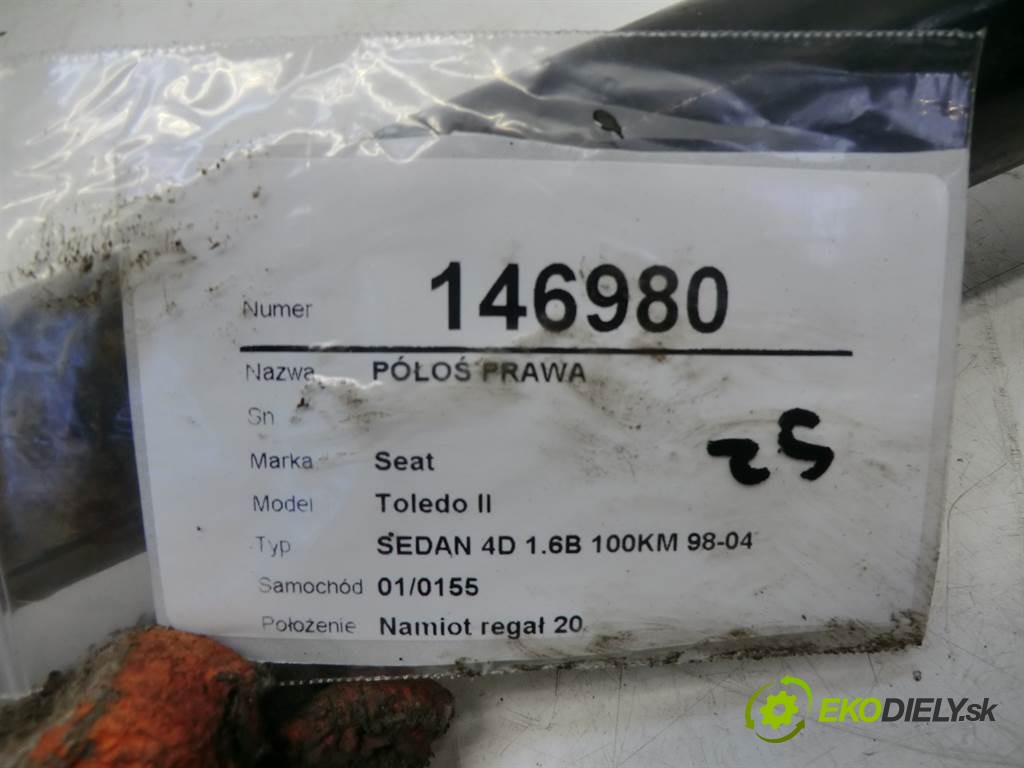 Numer 146980
Nazwa PÓŁOŚ PRAWA
Sn
Marka Seat
Model Toledo II
Typ SEDAN 4D 1.6B 100KM 98-04
Samochód 01/0155
Położenie Namiot regał 20
25
EKODIELY.sk